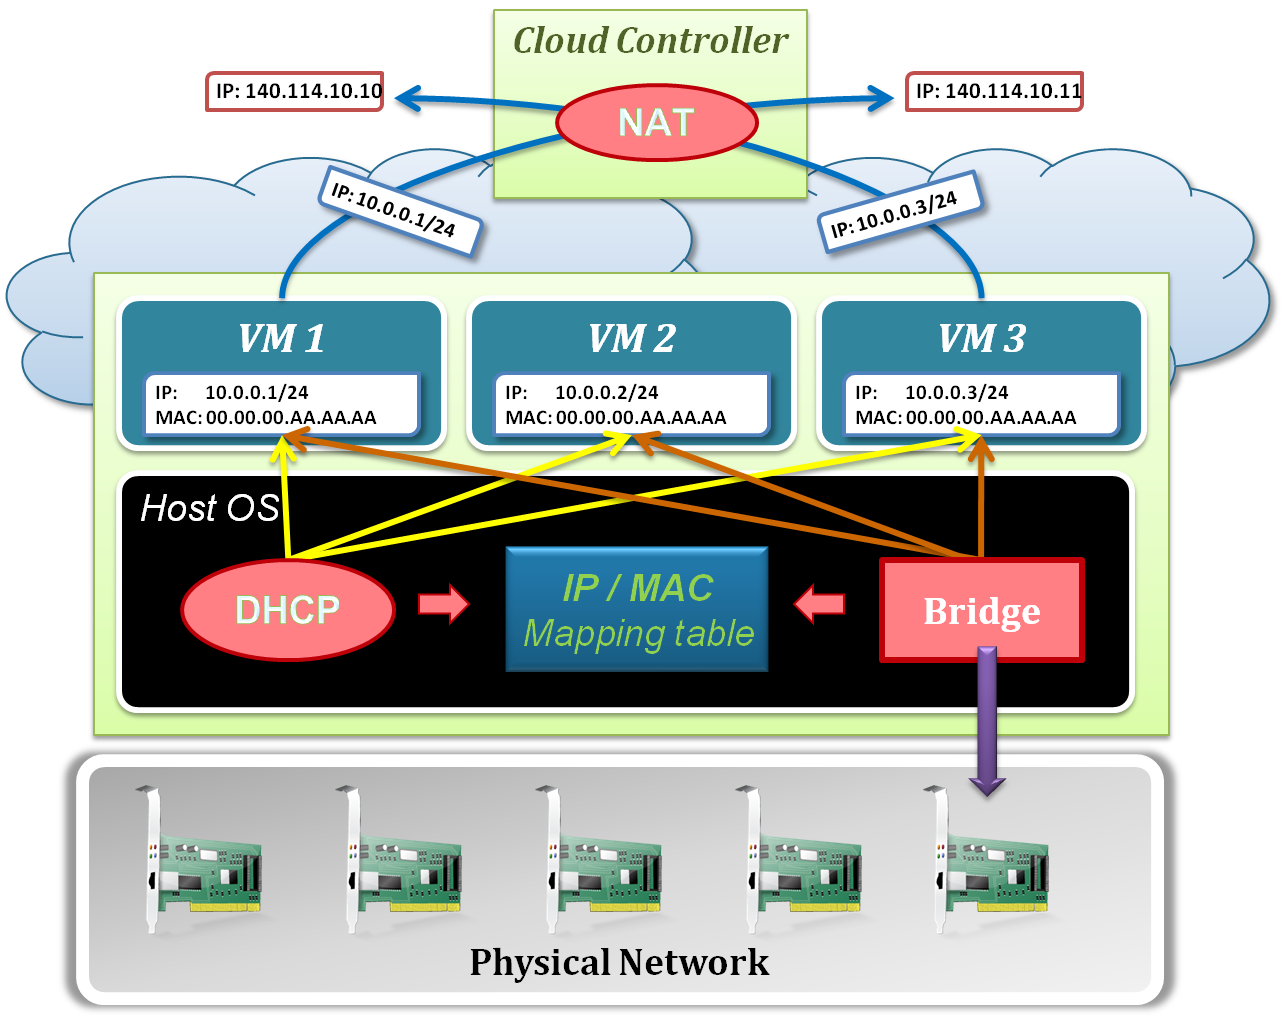 Cloud Controller
IP: 140.114.10.10
NAT
IP: 140.114.10.11
IP: 10.0.0.1/24
IP: 10.0.0.3/24
VM 1
IP: 10.0.0.1/24
MAC: 00.00.00.AA.AA.AA
VM 2
IP: 10.0.0.2/24
MAC: 00.00.00.AA.AA.AA
VM 3
IP: 10.0.0.3/24
MAC: 00.00.00.AA.AA.AA
Host OS
DHCP
IP / MAC
Mapping table
Bridge
Physical Network